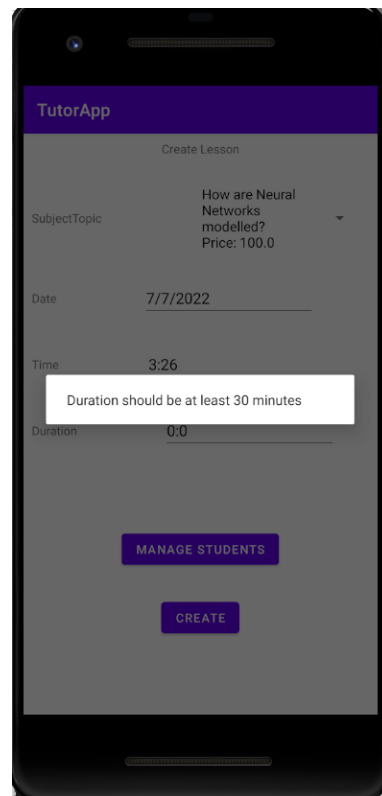 TutorApp
Create Lesson
SubjectTopic
How are Neural
Networks
modelled?
Price: 100.0
Date
7/7/2022
Time
3:26
Duration should be at least 30 minutes
Duration
0:0
MANAGE STUDENTS
CREATE